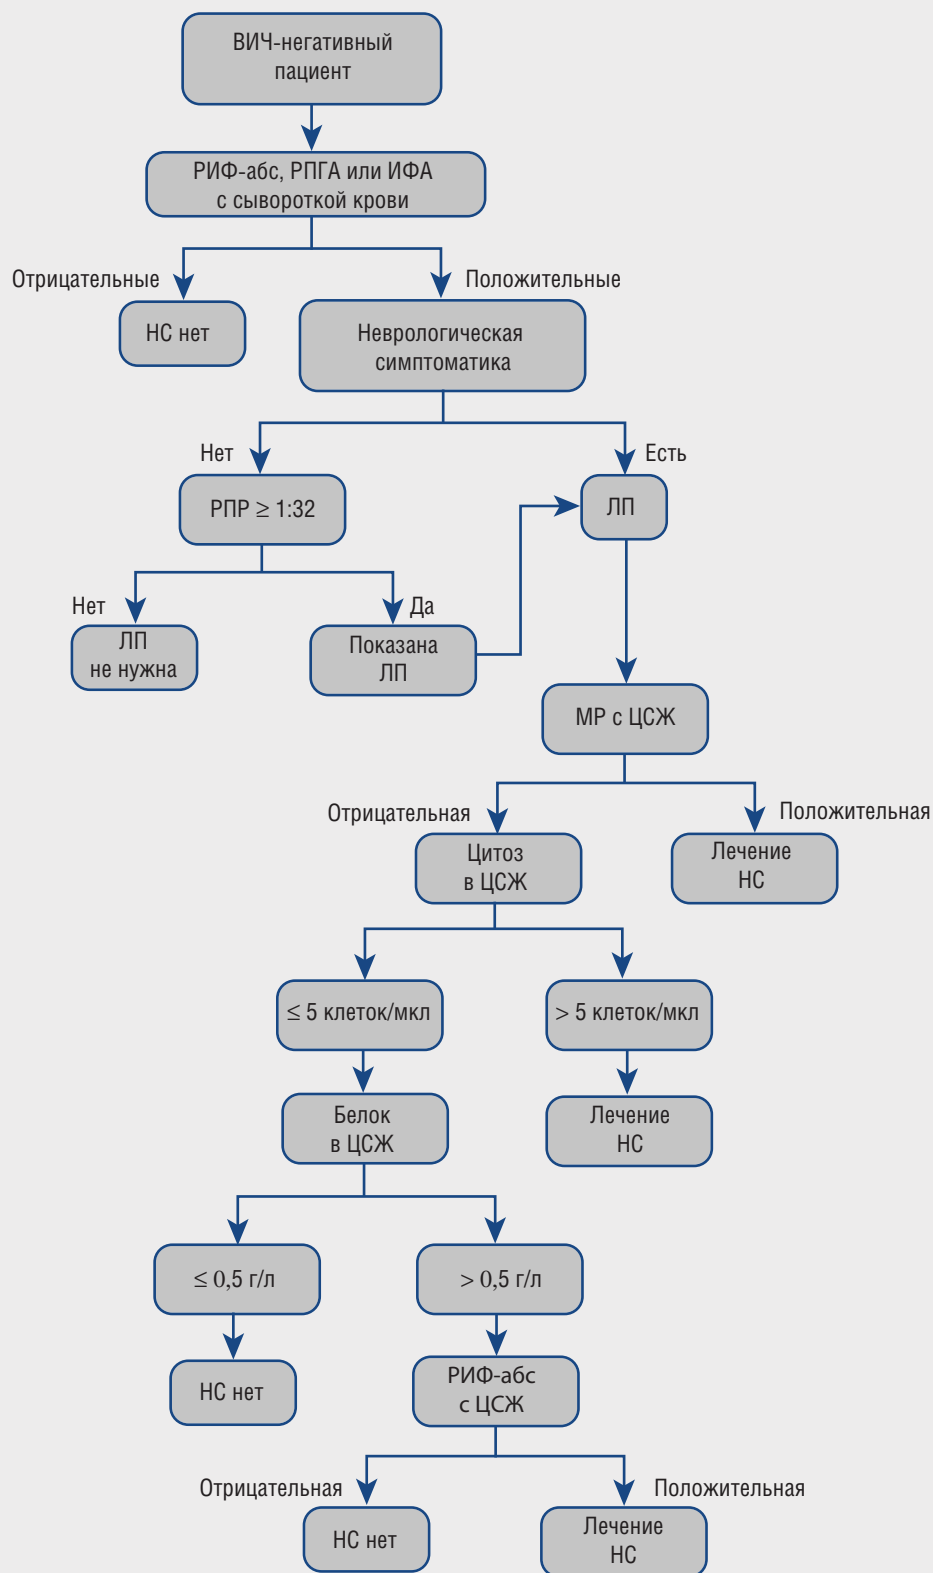 ВИЧ-негативный
пациент
РИФ-абс, РПГА или ИФА
с сывороткой крови
Отрицательные
Положительные
НС нет
Неврологическая
симптоматика
Нет
Есть
РПР ≥ 1:32
ЛП
Нет
Да
ЛП
не нужна
Показана
ЛП
МР с ЦСЖ
Отрицательная
Положительная
Цитоз
в ЦСЖ
Лечение
НС
≤ 5 клеток/мкл
> 5 клеток/мкл
Белок
в ЦСЖ
Лечение
НС
≤ 0,5 г/л
> 0,5 г/л
НС нет
РИФ-абс
с ЦСЖ
Отрицательная
Положительная
НС нет
Лечение
НС